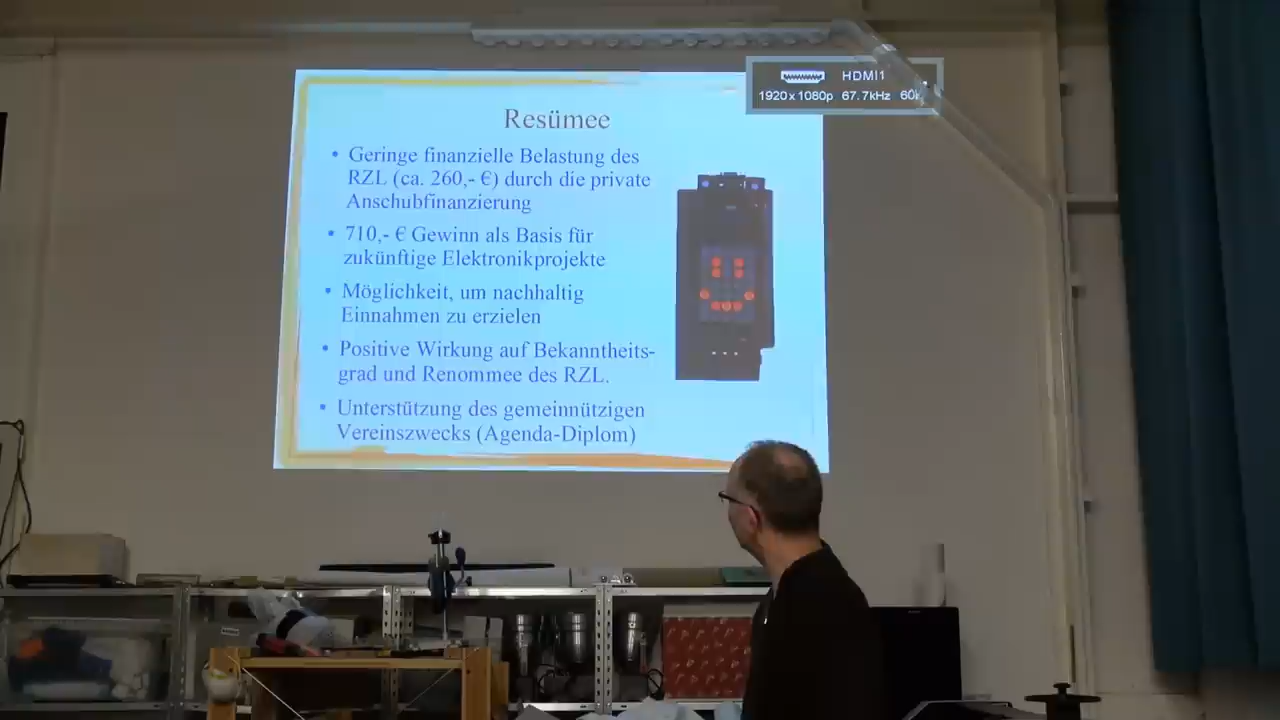 HDMI1
1920x1080p 67.7kHz
Resümee
• Geringe finanzielle Belastung des
RZL (ca. 260,- €) durch die private
Anschubfinanzierung
• 710,- € Gewinn als Basis für
zukünftige Elektronikprojekte
• Möglichkeit, um nachhaltig
Einnahmen zu erzielen
• Positive Wirkung auf Bekanntheits-
grad und Renommee des RZL.
• Unterstützung des gemeinnützigen
Vereinszwecks (Agenda-Diplom)